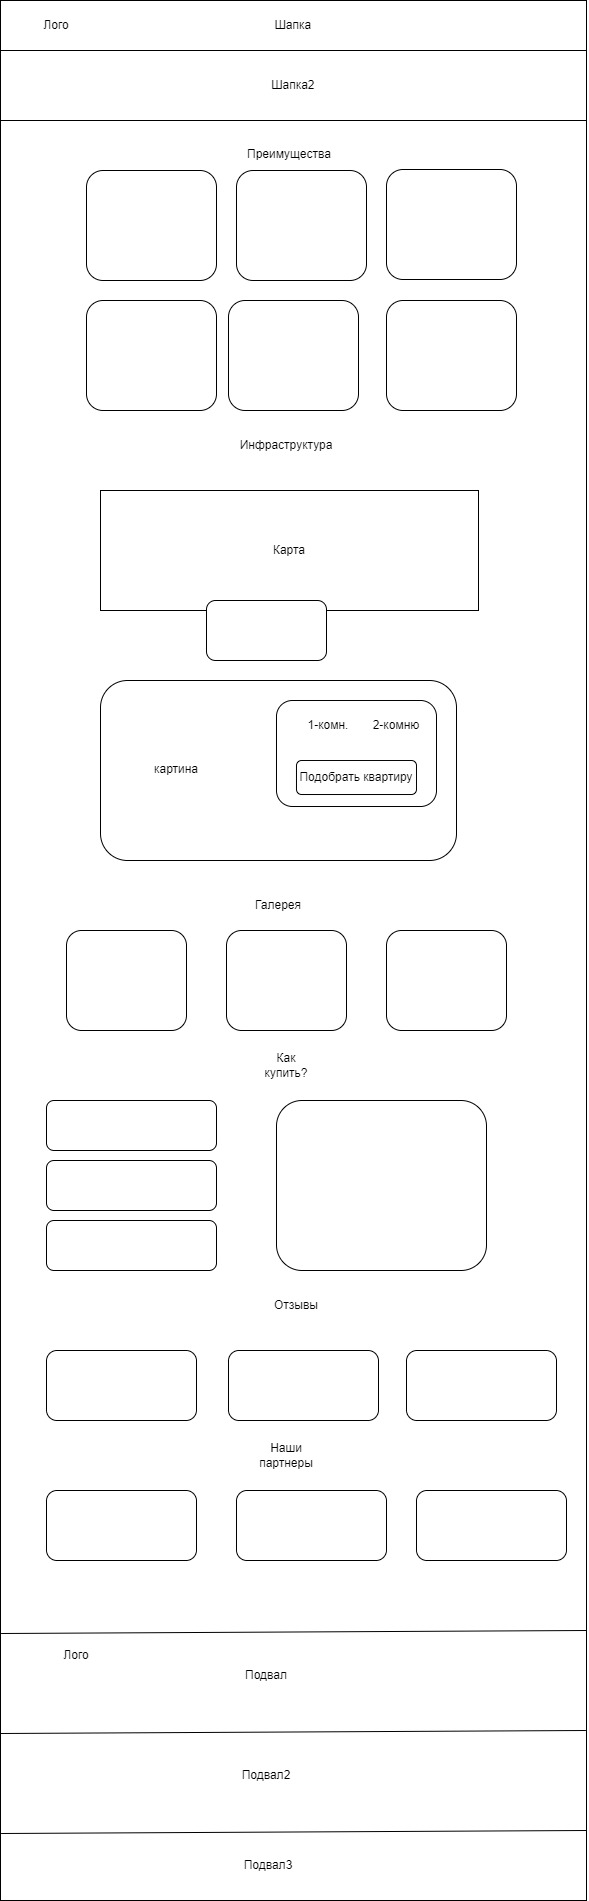 Лого
Шапка
Шапка2
Преимущества
Инфраструктура
Карта
1-комн.
2-комню
картина
Подобрать квартиру
Галерея
Как
купить?
Отзывы
Наши
партнеры
Лого
Подвал
Подвал2
Подвал3